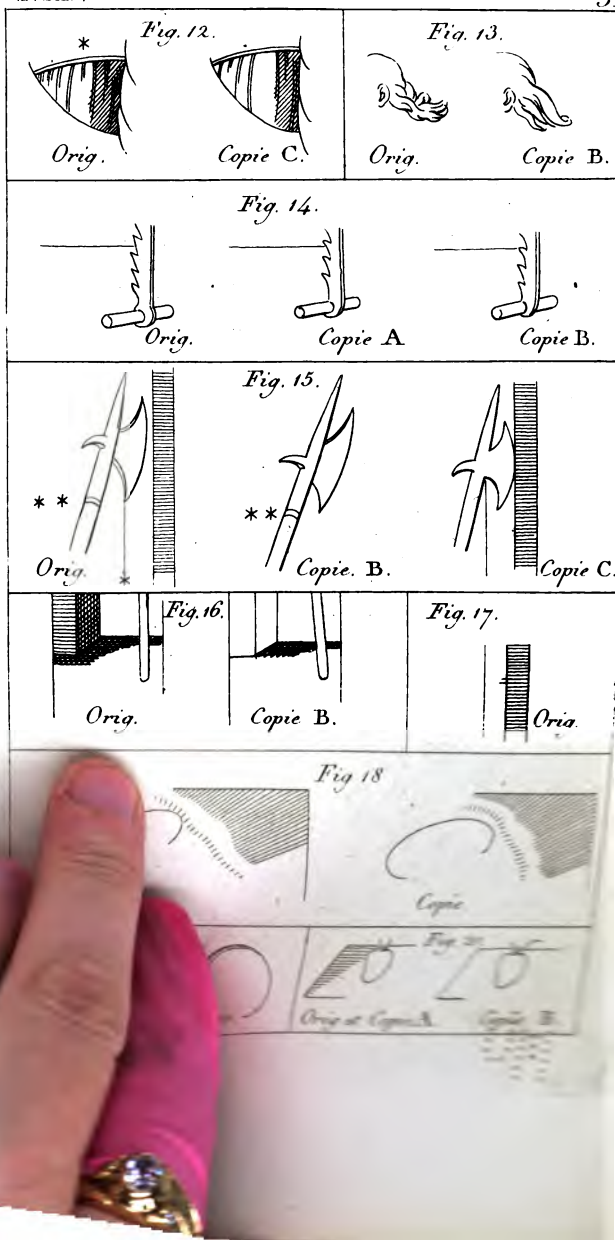 Fig. 12.
*
Orig.
Copie C.
Fig. 13.
Orig.
Copie B.
Fig. 14.
Orig.
Copie A
Copie B.
Fig. 15.
* *
Orig.
*
* *
Copie. B.
Copie C.
Fig. 16.
Orig.
Copie B.
Fig. 17.
Orig.
Fig 18
Copie
Orig et Copie A
Copie B.